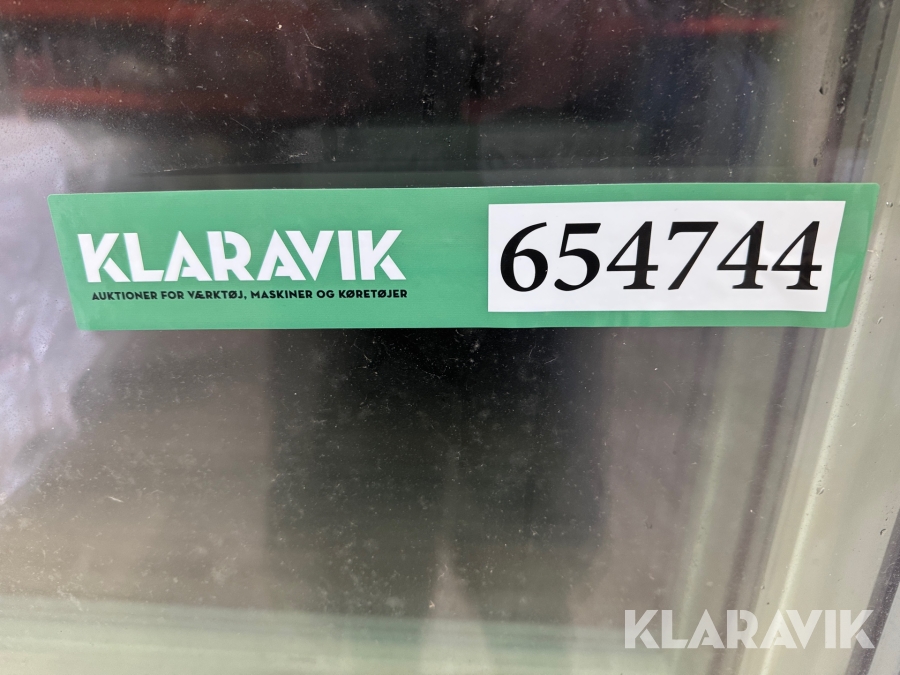 KLARAVIK
AUKTIONER FOR VÆRKTØJ, MASKINER OG KØRETØJER
654744
KLARAVIK